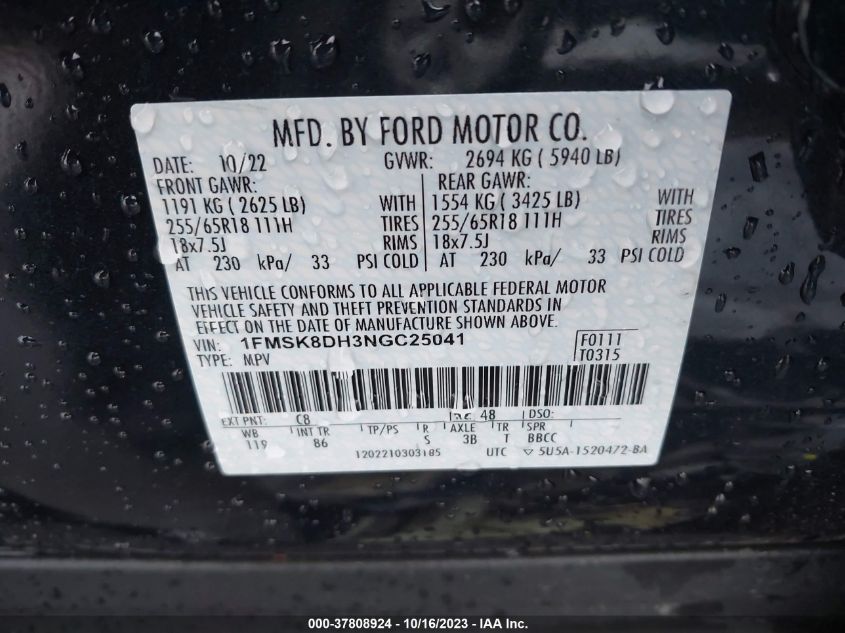 MFD. BY FORD MOTOR CO.
DATE: 10/22 GVWR: 2694 KG ( 5940 LB)
FRONT GAWR: REAR GAWR:
1191 KG ( 2625 LB) WITH 1554 KG ( 3425 LB) WITH
255/65R18 111H TIRES 255/65R18 111H TIRES
18x7.5J RIMS 18x7.5J RIMS
AT 230 kPa/ 33 PSI COLD AT 230 kPa/ 33 PSI COLD
THIS VEHICLE CONFORMS TO ALL APPLICABLE FEDERAL MOTOR
VEHICLE SAFETY AND THEFT PREVENTION STANDARDS IN
EFFECT ON THE DATE OF MANUFACTURE SHOWN ABOVE.
VIN: 1FMSK8DH3NGC25041 F0111
TYPE: MPV T0315
EXT PNT: C8 48 DSO:
WB INT TR TP/PS R AXLE TR SPR
119 86 S 3B T BBCC
1202210303185 UTC ▽ 5U5A-1520472-BA
000-37808924 | 10/16/2023 - IAA Inc.